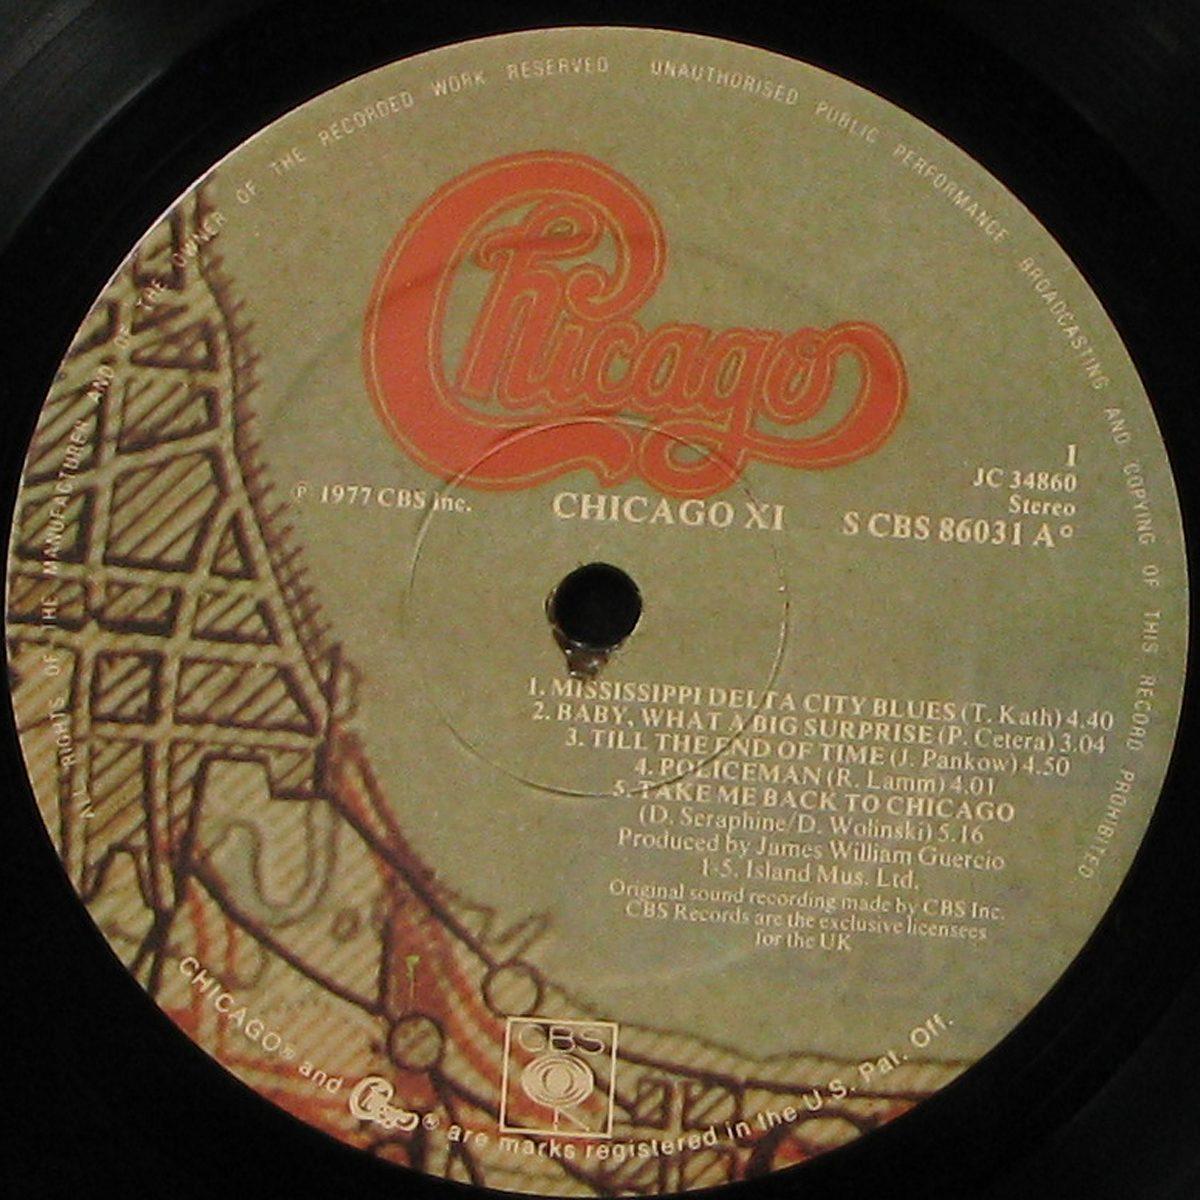 ALL RIGHTS OF THE MANUFACTURER AND OF THE OWNER OF THE RECORDED WORK RESERVED UNAUTHORISED PUBLIC PERFORMANCE BROADCASTING AND COPYING OF THIS RECORD PROHIBITED
Chicago
1
JC 34860
Stereo
℗ 1977 CBS Inc.
CHICAGO XI
S CBS 86031 A°
1. MISSISSIPPI DELTA CITY BLUES (T. Kath) 4.40
2. BABY, WHAT A BIG SURPRISE (P. Cetera) 3.04
3. TILL THE END OF TIME (J. Pankow) 4.50
4. POLICEMAN (R. Lamm) 4.01
5. TAKE ME BACK TO CHICAGO
(D. Seraphine/D. Wolinski) 5.16
Produced by James William Guercio
1-5. Island Mus. Ltd.
Original sound recording made by CBS Inc.
CBS Records are the exclusive licensees
for the UK
CBS
CHICAGO® and Chicago® are marks registered in the U.S. Pat. Off.